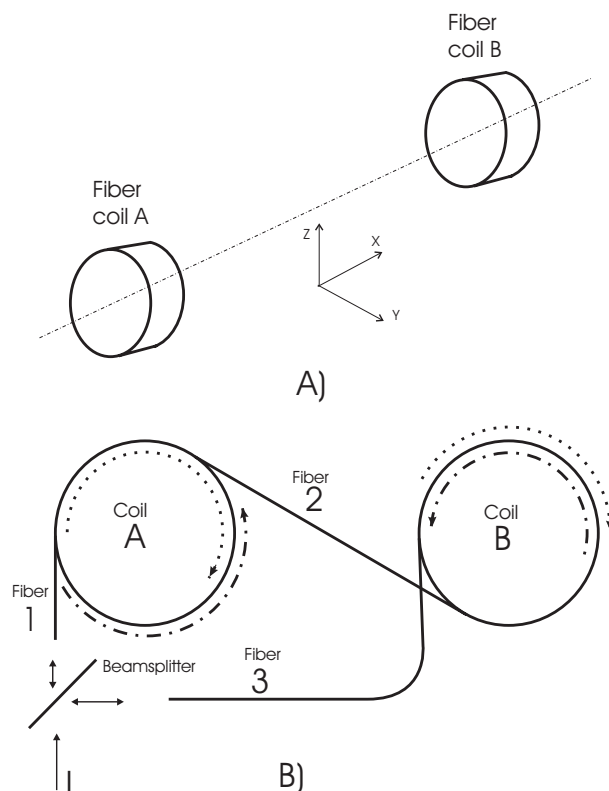 Fiber
coil B
Fiber
coil A
Z
X
Y
A)
Coil
A
Fiber
2
Coil
B
Fiber
1
Beamsplitter
Fiber
3
I
B)